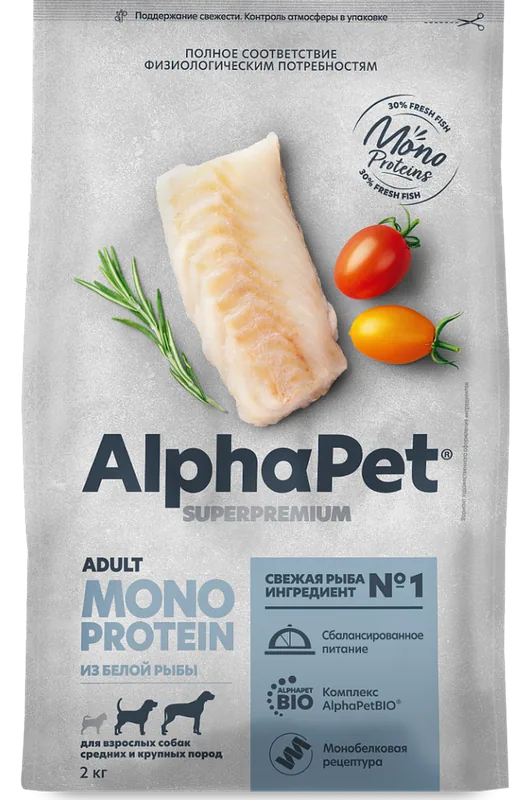 Поддержание свежести. Контроль атмосферы в упаковке
ПОЛНОЕ СООТВЕТСТВИЕ
ФИЗИОЛОГИЧЕСКИМ ПОТРЕБНОСТЯМ
30% FRESH FISH
Mono
Proteins
30% FRESH FISH
AlphaPet®
SUPERPREMIUM
ADULT
MONO
PROTEIN
ИЗ БЕЛОЙ РЫБЫ
для взрослых собак
средних и крупных пород
2 кг
СВЕЖАЯ РЫБА
ИНГРЕДИЕНТ №1
Сбалансированное
питание
ALPHAPET
BIO
Комплекс
AlphaPetBIO®
Монобелковая
рецептура